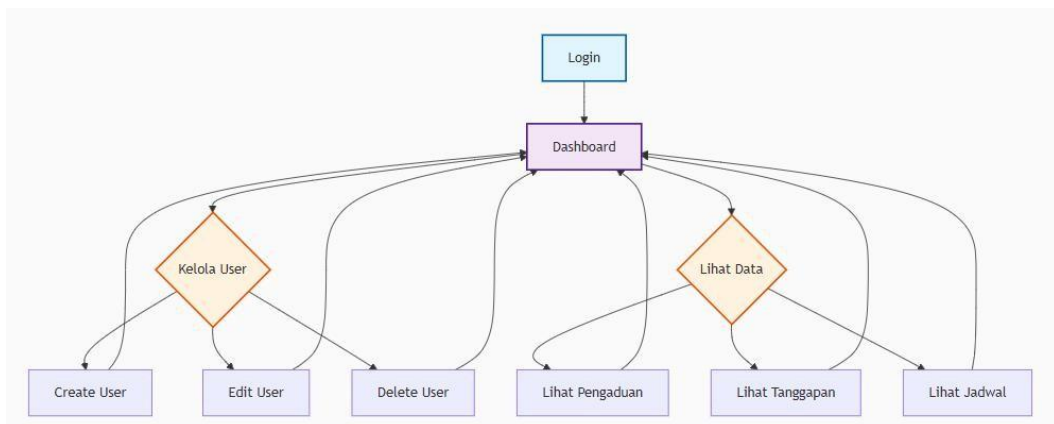 Login
Dashboard
Kelola User
Lihat Data
Create User
Edit User
Delete User
Lihat Pengaduan
Lihat Tanggapan
Lihat Jadwal